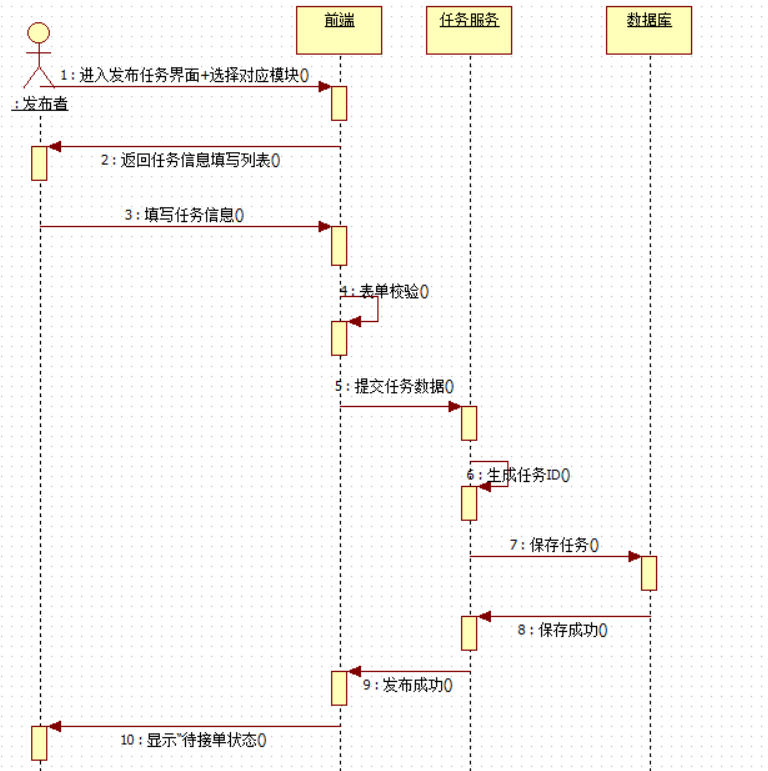 前端
任务服务
数据库
1 : 进入发布任务界面+选择对应模块()
: 发布者
2 : 返回任务信息填写列表()
3 : 填写任务信息()
4 : 表单校验()
5 : 提交任务数据()
6 : 生成任务ID()
7 : 保存任务()
8 : 保存成功()
9 : 发布成功()
10 : 显示“待接单状态()